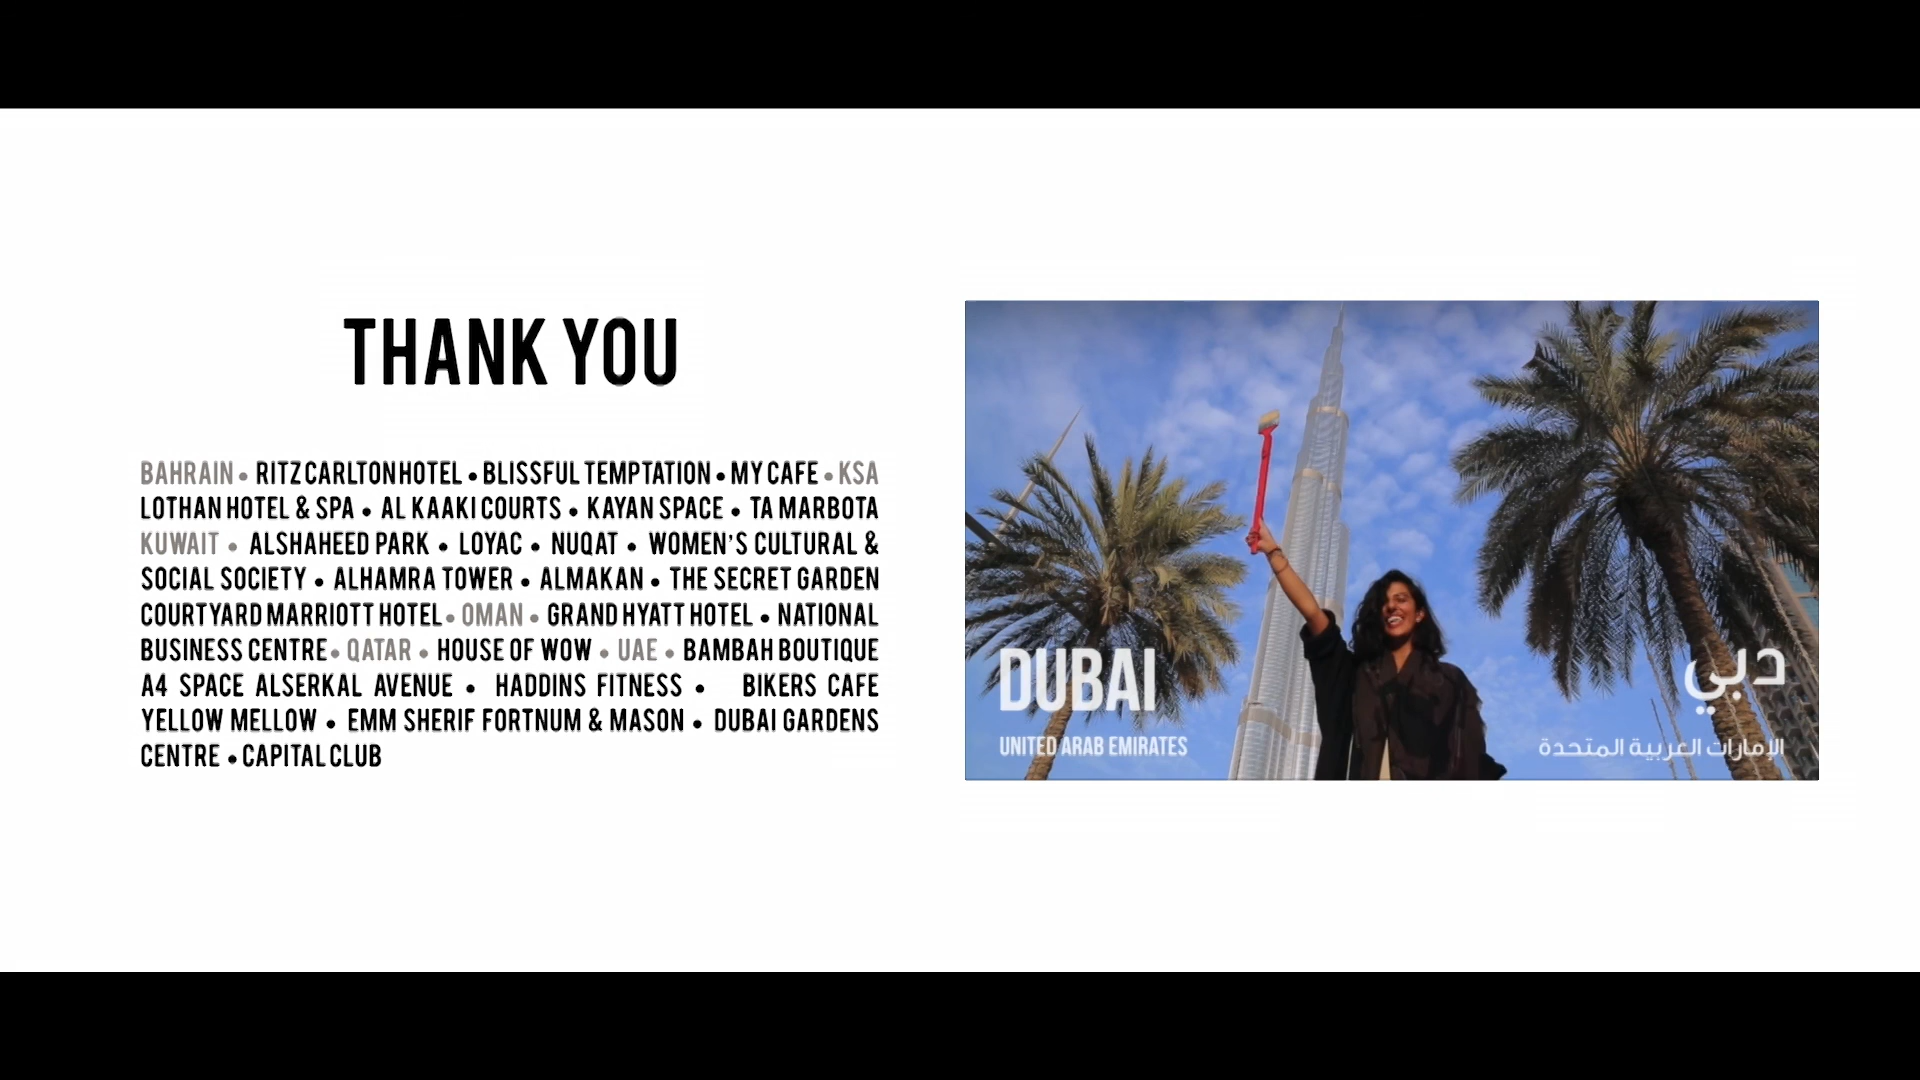 THANK YOU
BAHRAIN • RITZ CARLTON HOTEL • BLISSFUL TEMPTATION • MY CAFE • KSA
LOTHAN HOTEL & SPA • AL KAAKI COURTS • KAYAN SPACE • TA MARBOTA
KUWAIT • ALSHAHEED PARK • LOYAC • NUQAT • WOMEN'S CULTURAL &
SOCIAL SOCIETY • ALHAMRA TOWER • ALMAKAN • THE SECRET GARDEN
COURTYARD MARRIOTT HOTEL • OMAN • GRAND HYATT HOTEL • NATIONAL
BUSINESS CENTRE • QATAR • HOUSE OF WOW • UAE • BAMBAH BOUTIQUE
A4 SPACE ALSERKAL AVENUE • HADDINS FITNESS • BIKERS CAFE
YELLOW MELLOW • EMM SHERIF FORTNUM & MASON • DUBAI GARDENS
CENTRE • CAPITAL CLUB
DUBAI
UNITED ARAB EMIRATES
دبي
الإمارات العربية المتحدة